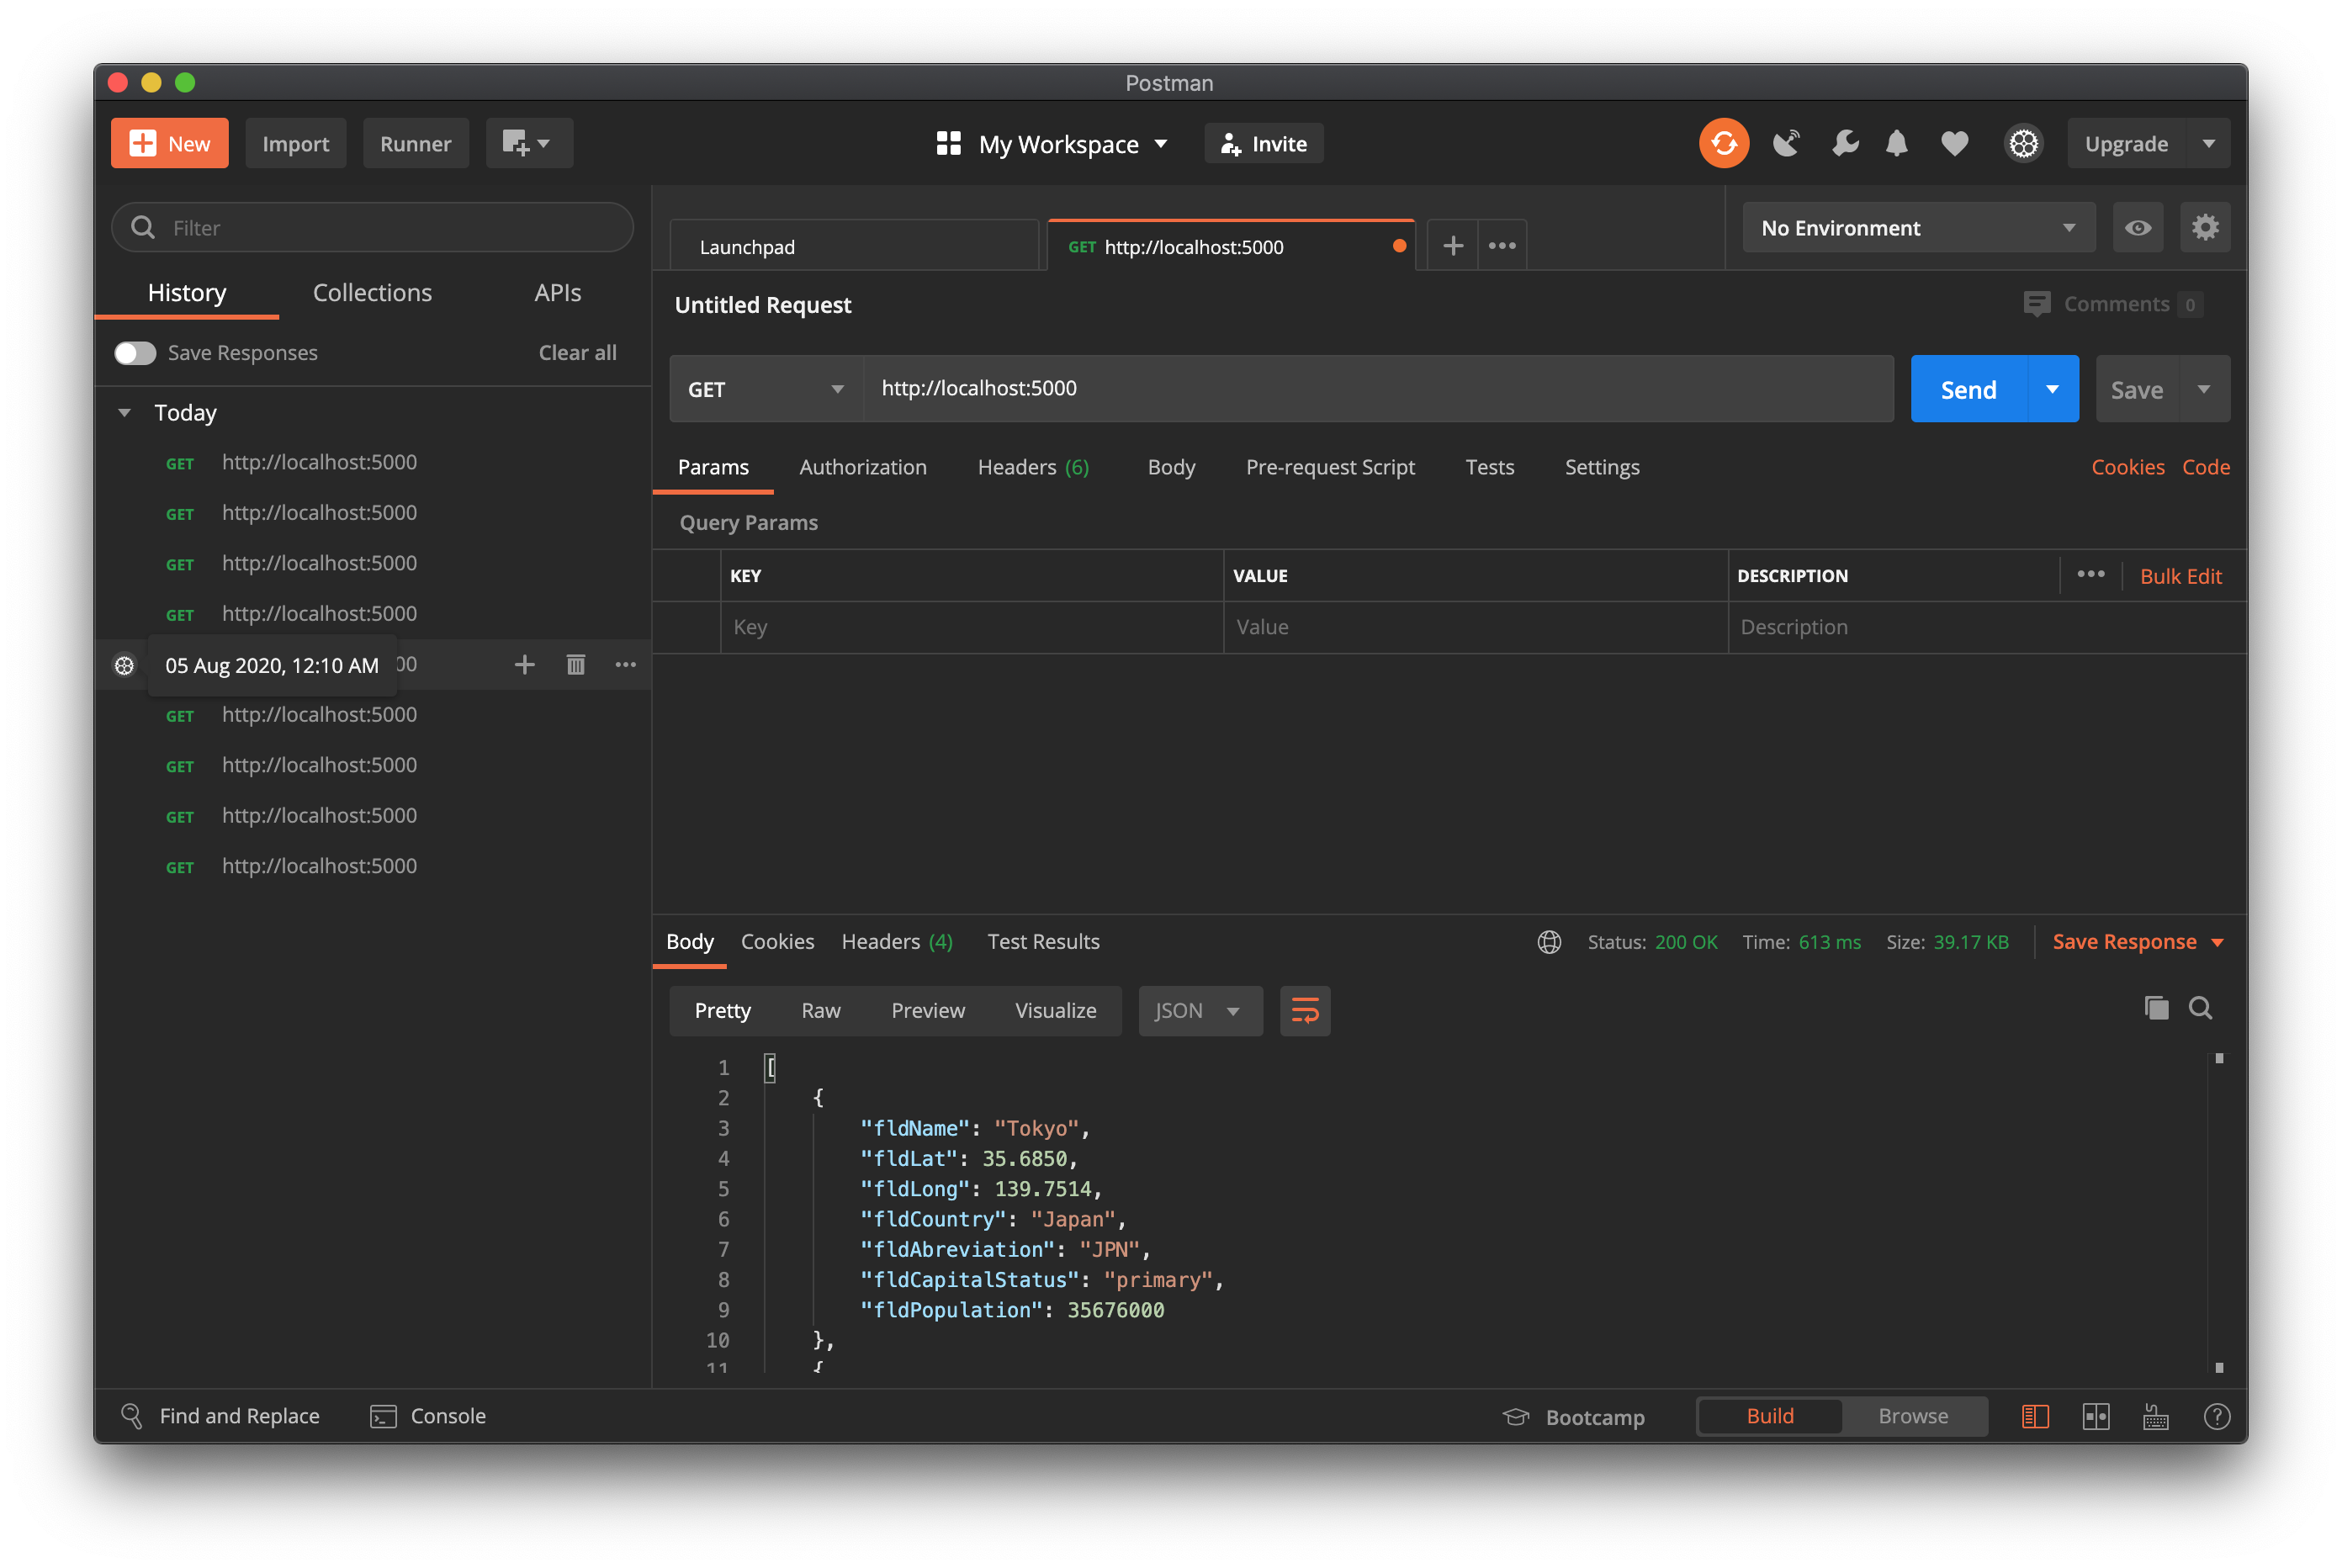 Postman
New Import Runner My Workspace Invite Upgrade
Filter
History Collections APIs
Save Responses Clear all
Today
GET http://localhost:5000
GET http://localhost:5000
GET http://localhost:5000
GET http://localhost:5000
05 Aug 2020, 12:10 AM 00
GET http://localhost:5000
GET http://localhost:5000
GET http://localhost:5000
GET http://localhost:5000
Launchpad GET http://localhost:5000 No Environment
Untitled Request Comments 0
GET http://localhost:5000 Send Save
Params Authorization Headers (6) Body Pre-request Script Tests Settings Cookies Code
Query Params
KEY VALUE DESCRIPTION Bulk Edit
Key Value Description
Body Cookies Headers (4) Test Results Status: 200 OK Time: 613 ms Size: 39.17 KB Save Response
Pretty Raw Preview Visualize JSON
1 [
2 {
3 "fldName": "Tokyo",
4 "fldLat": 35.6850,
5 "fldLong": 139.7514,
6 "fldCountry": "Japan",
7 "fldAbreviation": "JPN",
8 "fldCapitalStatus": "primary",
9 "fldPopulation": 35676000
10 },
11 {
Find and Replace Console Bootcamp Build Browse